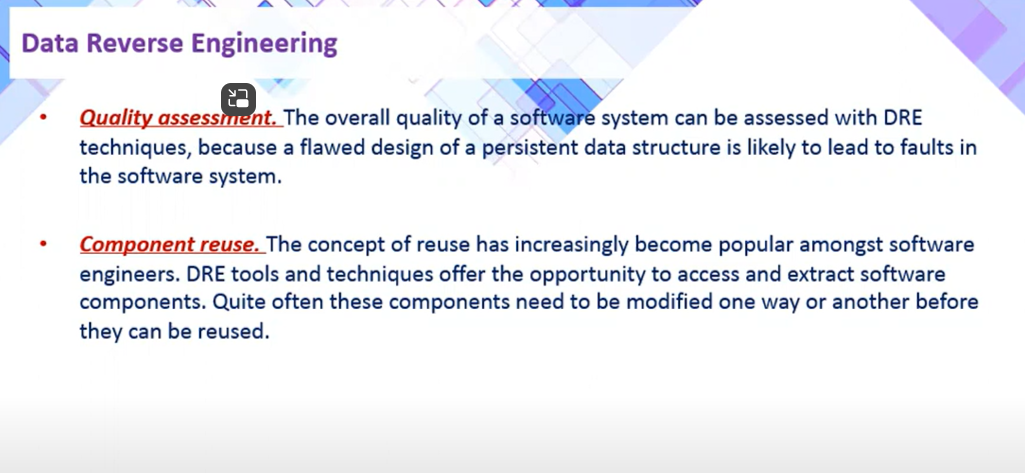 Data Reverse Engineering
• Quality assessment. The overall quality of a software system can be assessed with DRE
techniques, because a flawed design of a persistent data structure is likely to lead to faults in
the software system.
• Component reuse. The concept of reuse has increasingly become popular amongst software
engineers. DRE tools and techniques offer the opportunity to access and extract software
components. Quite often these components need to be modified one way or another before
they can be reused.